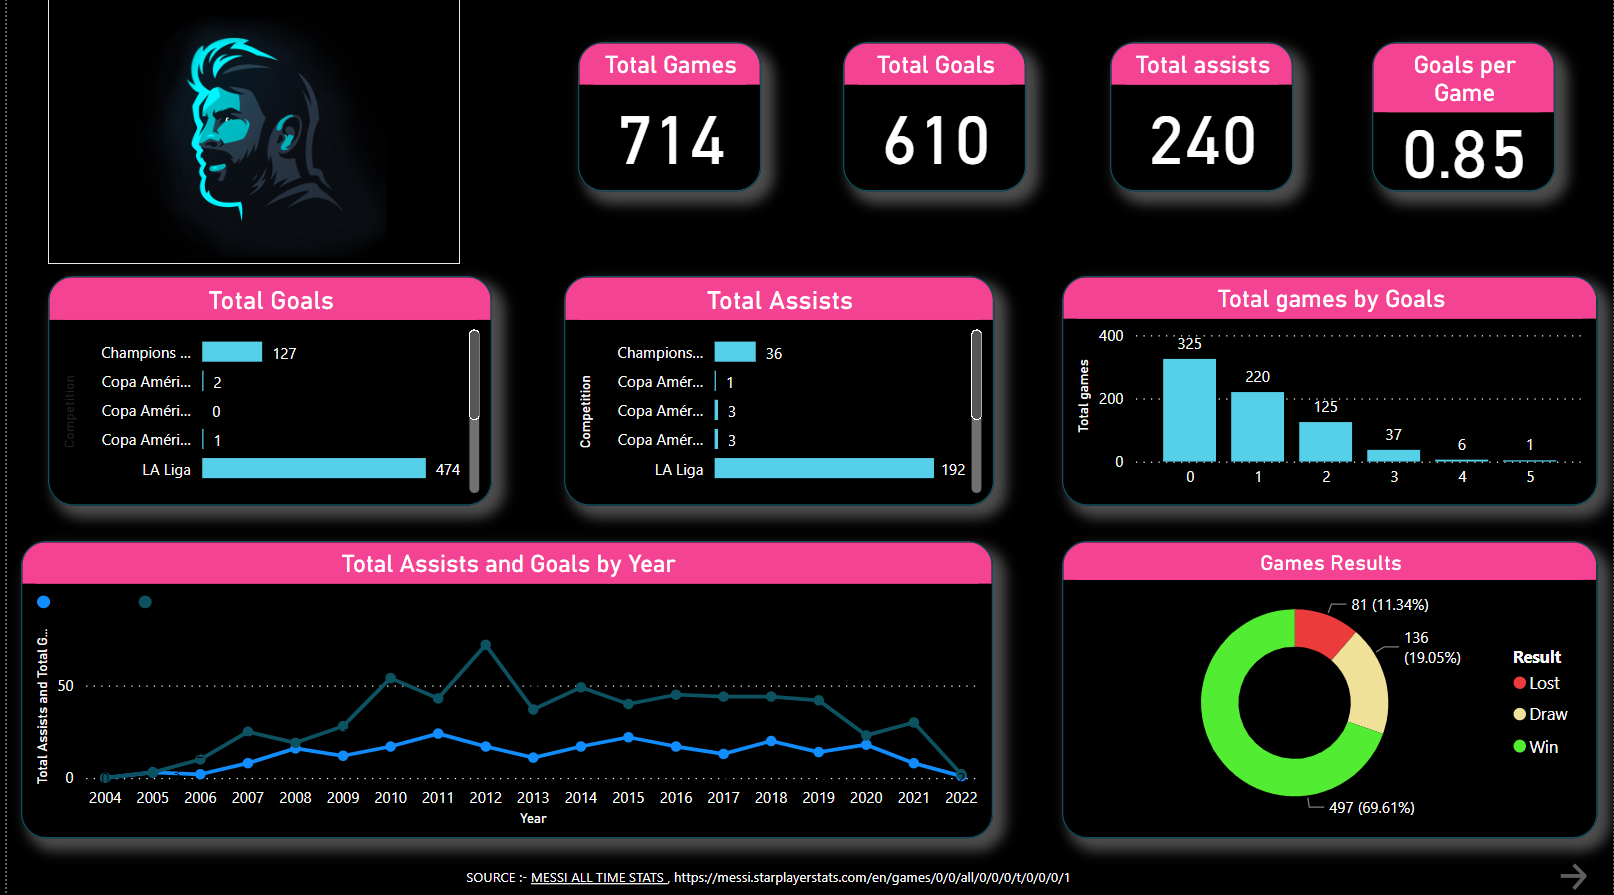 Total Games
714
Total Goals
610
Total assists
240
Goals per
Game
0.85
Total Goals
Competition
Champions ...
127
Copa Améri...
2
Copa Améri...
0
Copa Améri...
1
LA Liga
474
Total Assists
Competition
Champions...
36
Copa Amér...
1
Copa Amér...
3
Copa Amér...
3
LA Liga
192
Total games by Goals
Total games
400
200
0
325
220
125
37
6
1
0 1 2 3 4 5
Total Assists and Goals by Year
Total Assists and Total G...
50
0
2004 2005 2006 2007 2008 2009 2010 2011 2012 2013 2014 2015 2016 2017 2018 2019 2020 2021 2022
Year
Games Results
81 (11.34%)
136
(19.05%)
497 (69.61%)
Result
Lost
Draw
Win
SOURCE :- MESSI ALL TIME STATS , https://messi.starplayerstats.com/en/games/0/0/all/0/0/0/t/0/0/0/1